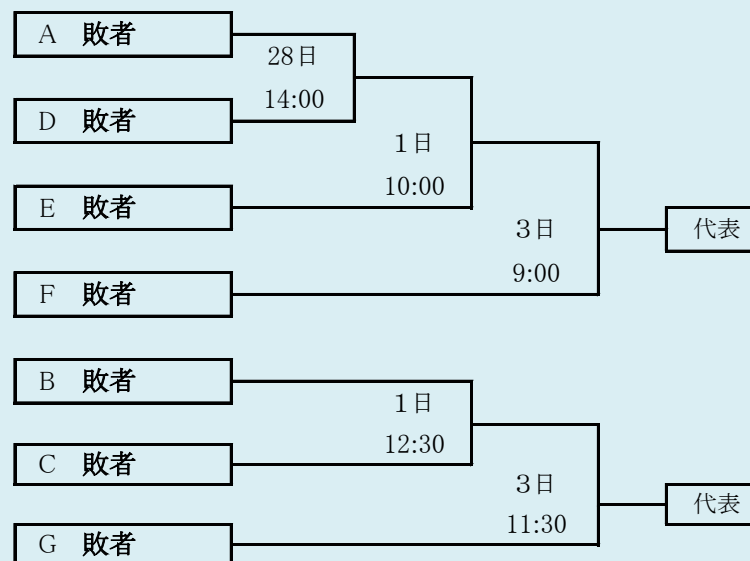 A 敗者
28日
14:00
D 敗者
1日
10:00
E 敗者
3日
9:00
代表
F 敗者
B 敗者
1日
12:30
C 敗者
3日
11:30
代表
G 敗者